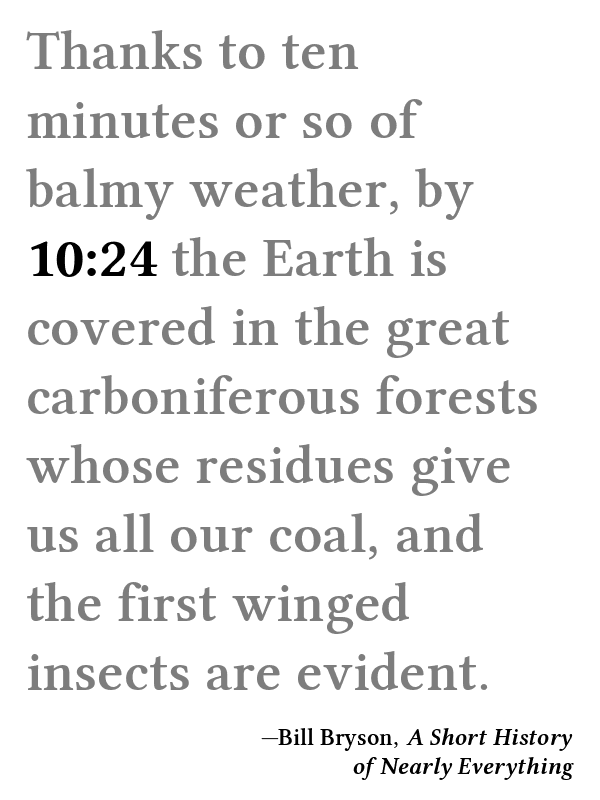 Thanks to ten
minutes or so of
balmy weather, by
10:24 the Earth is
covered in the great
carboniferous forests
whose residues give
us all our coal, and
the first winged
insects are evident.
—Bill Bryson, A Short History
of Nearly Everything